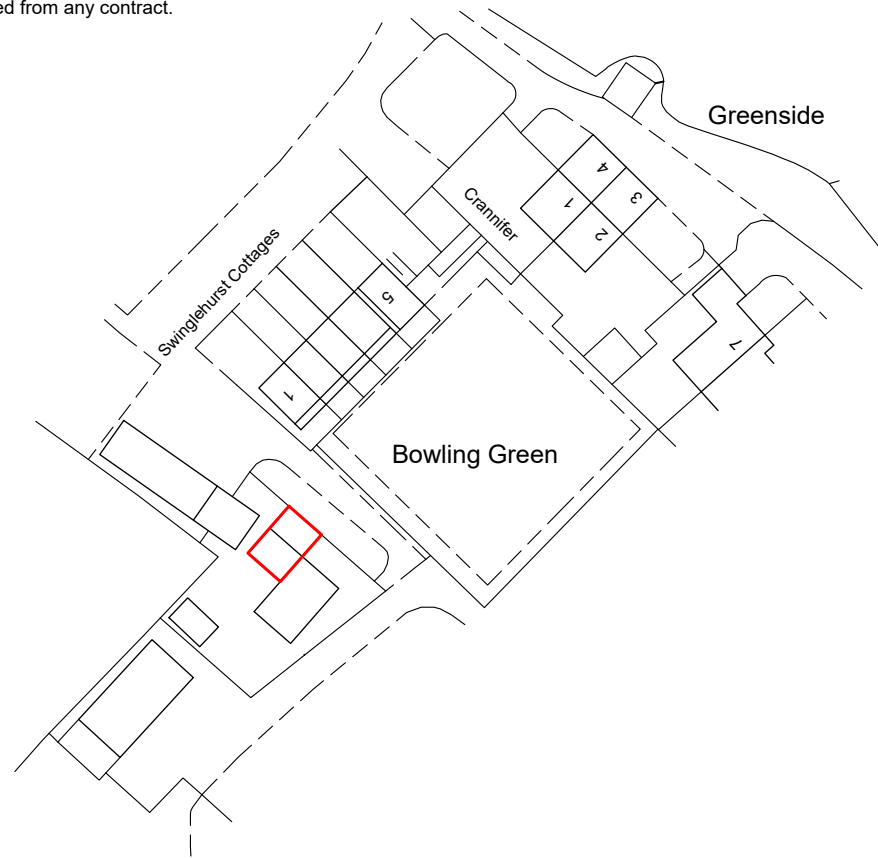 ed from any contract.
Greenside
Crannifer
4
3
1
2
Swinglehurst Cottages
5
7
1
Bowling Green